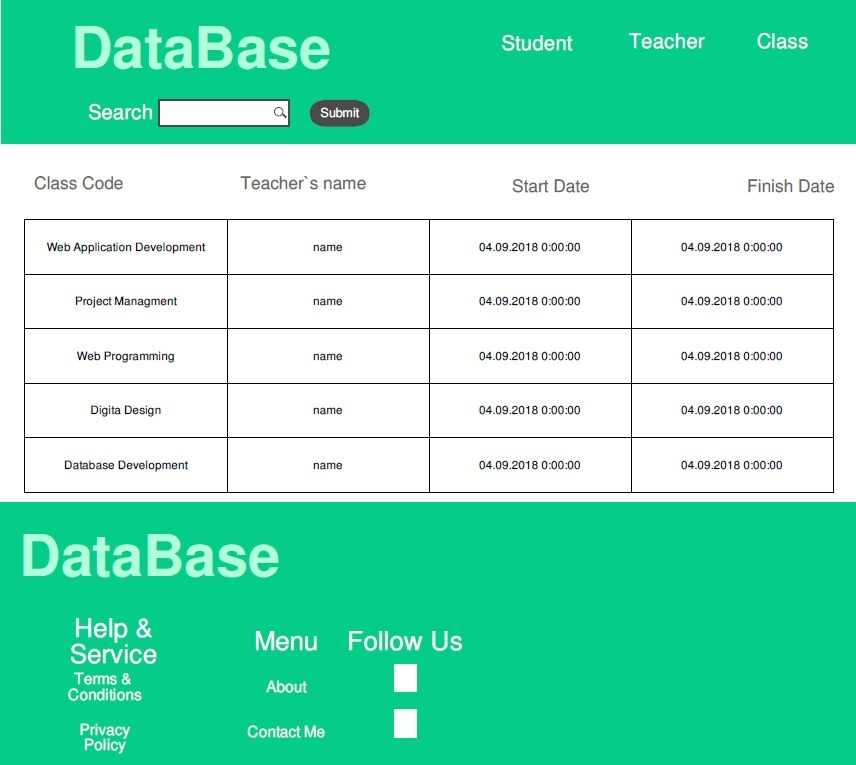 DataBase
Student Teacher Class
Search Submit
Class Code Teacher`s name Start Date Finish Date
Web Application Development name 04.09.2018 0:00:00 04.09.2018 0:00:00
Project Managment name 04.09.2018 0:00:00 04.09.2018 0:00:00
Web Programming name 04.09.2018 0:00:00 04.09.2018 0:00:00
Digita Design name 04.09.2018 0:00:00 04.09.2018 0:00:00
Database Development name 04.09.2018 0:00:00 04.09.2018 0:00:00
DataBase
Help &
Service
Terms &
Conditions
Privacy
Policy
Menu
About
Contact Me
Follow Us